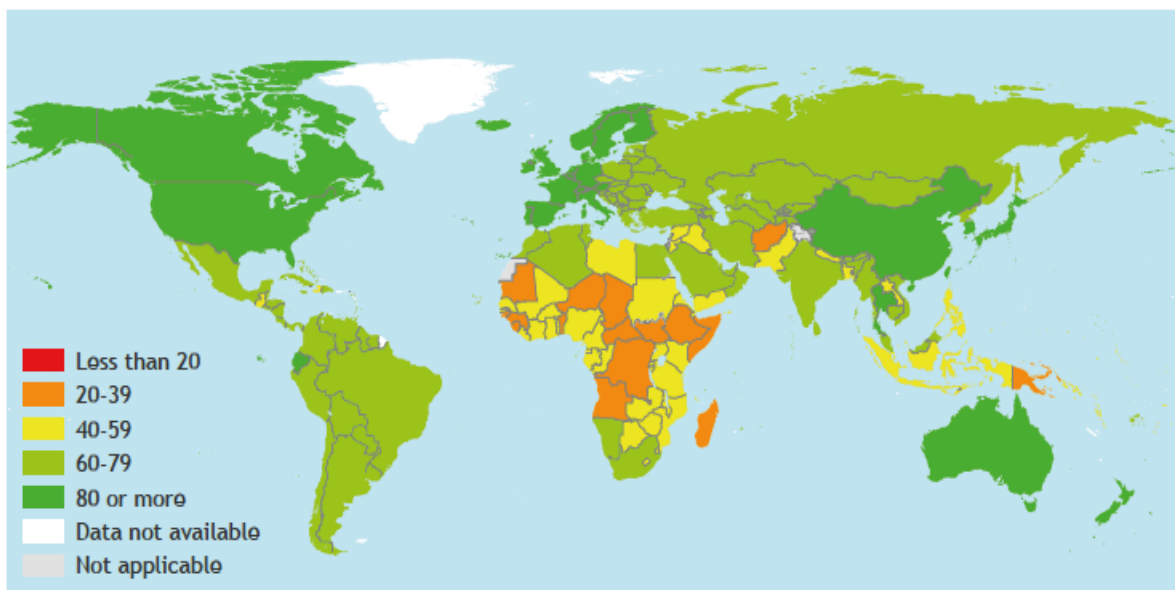 Less than 20
20-39
40-59
60-79
80 or more
Data not available
Not applicable